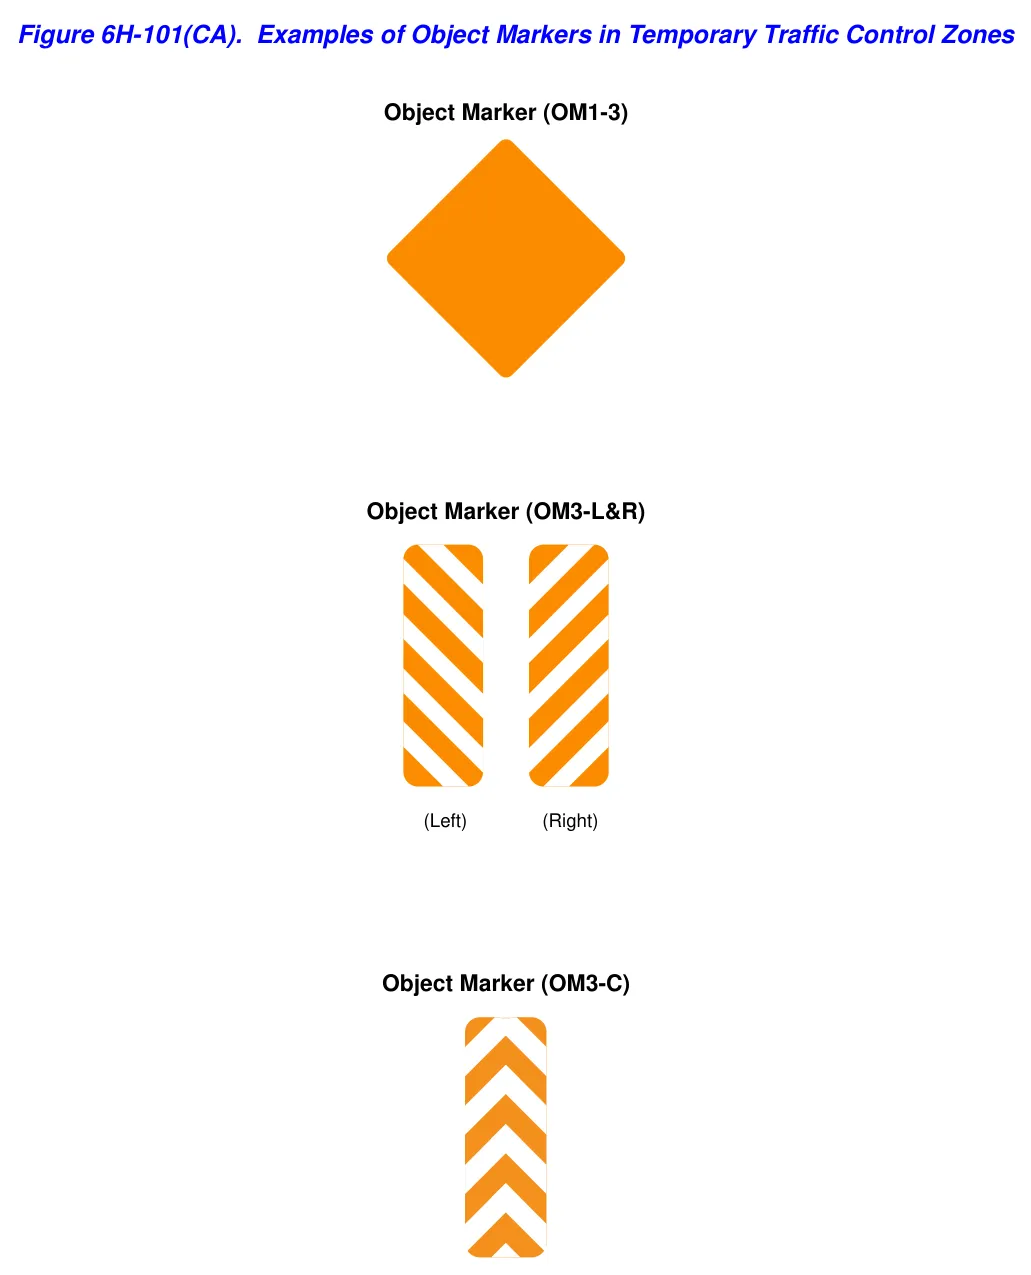 Figure 6H-101(CA).  Examples of Object Markers in Temporary Traffic Control Zones
Object Marker (OM1-3)
Object Marker (OM3-L&R)
(Left) (Right)
Object Marker (OM3-C)